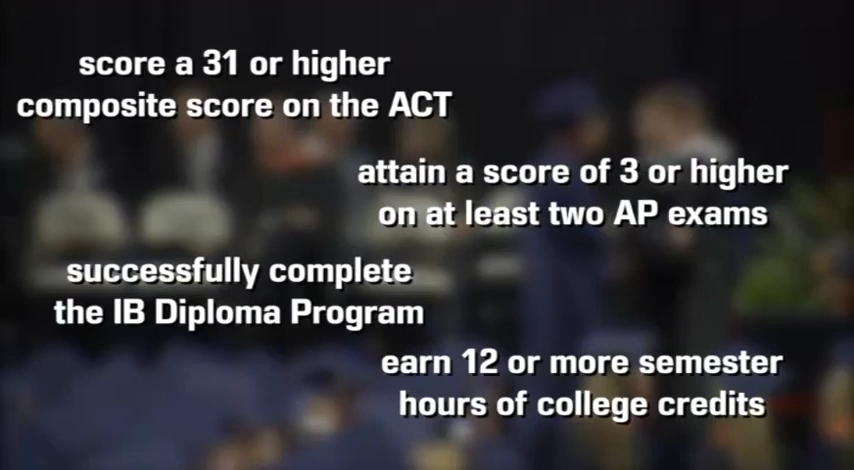 score a 31 or higher
composite score on the ACT
attain a score of 3 or higher
on at least two AP exams
successfully complete
the IB Diploma Program
earn 12 or more semester
hours of college credits